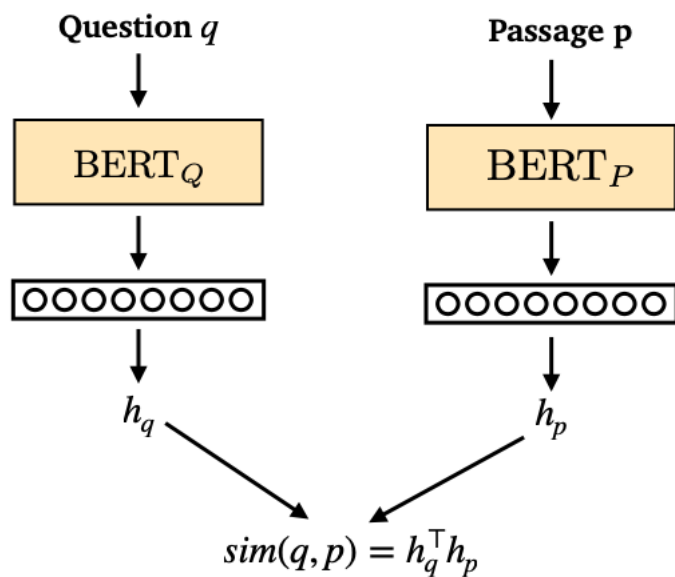 Question q
Passage p
BERT_Q
BERT_P
h_q
h_p
sim(q, p) = h_q^⊤ h_p